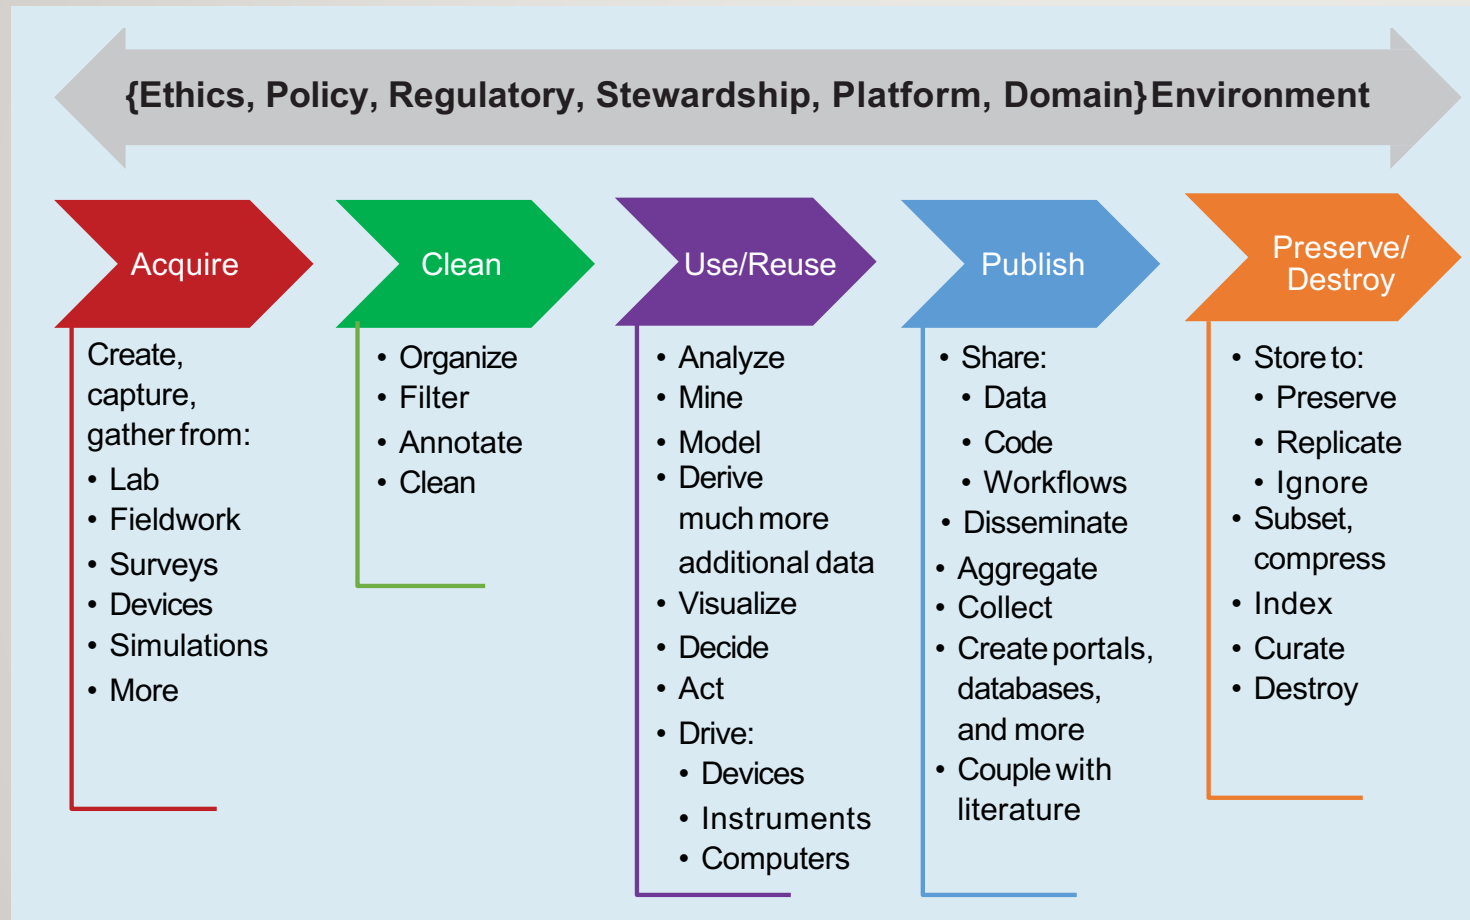 {Ethics, Policy, Regulatory, Stewardship, Platform, Domain} Environment
Acquire
Create,
capture,
gather from:
• Lab
• Fieldwork
• Surveys
• Devices
• Simulations
• More
Clean
• Organize
• Filter
• Annotate
• Clean
Use/Reuse
• Analyze
• Mine
• Model
• Derive
much more
additional data
• Visualize
• Decide
• Act
• Drive:
• Devices
• Instruments
• Computers
Publish
• Share:
• Data
• Code
• Workflows
• Disseminate
• Aggregate
• Collect
• Create portals,
databases,
and more
• Couple with
literature
Preserve/
Destroy
• Store to:
• Preserve
• Replicate
• Ignore
• Subset,
compress
• Index
• Curate
• Destroy